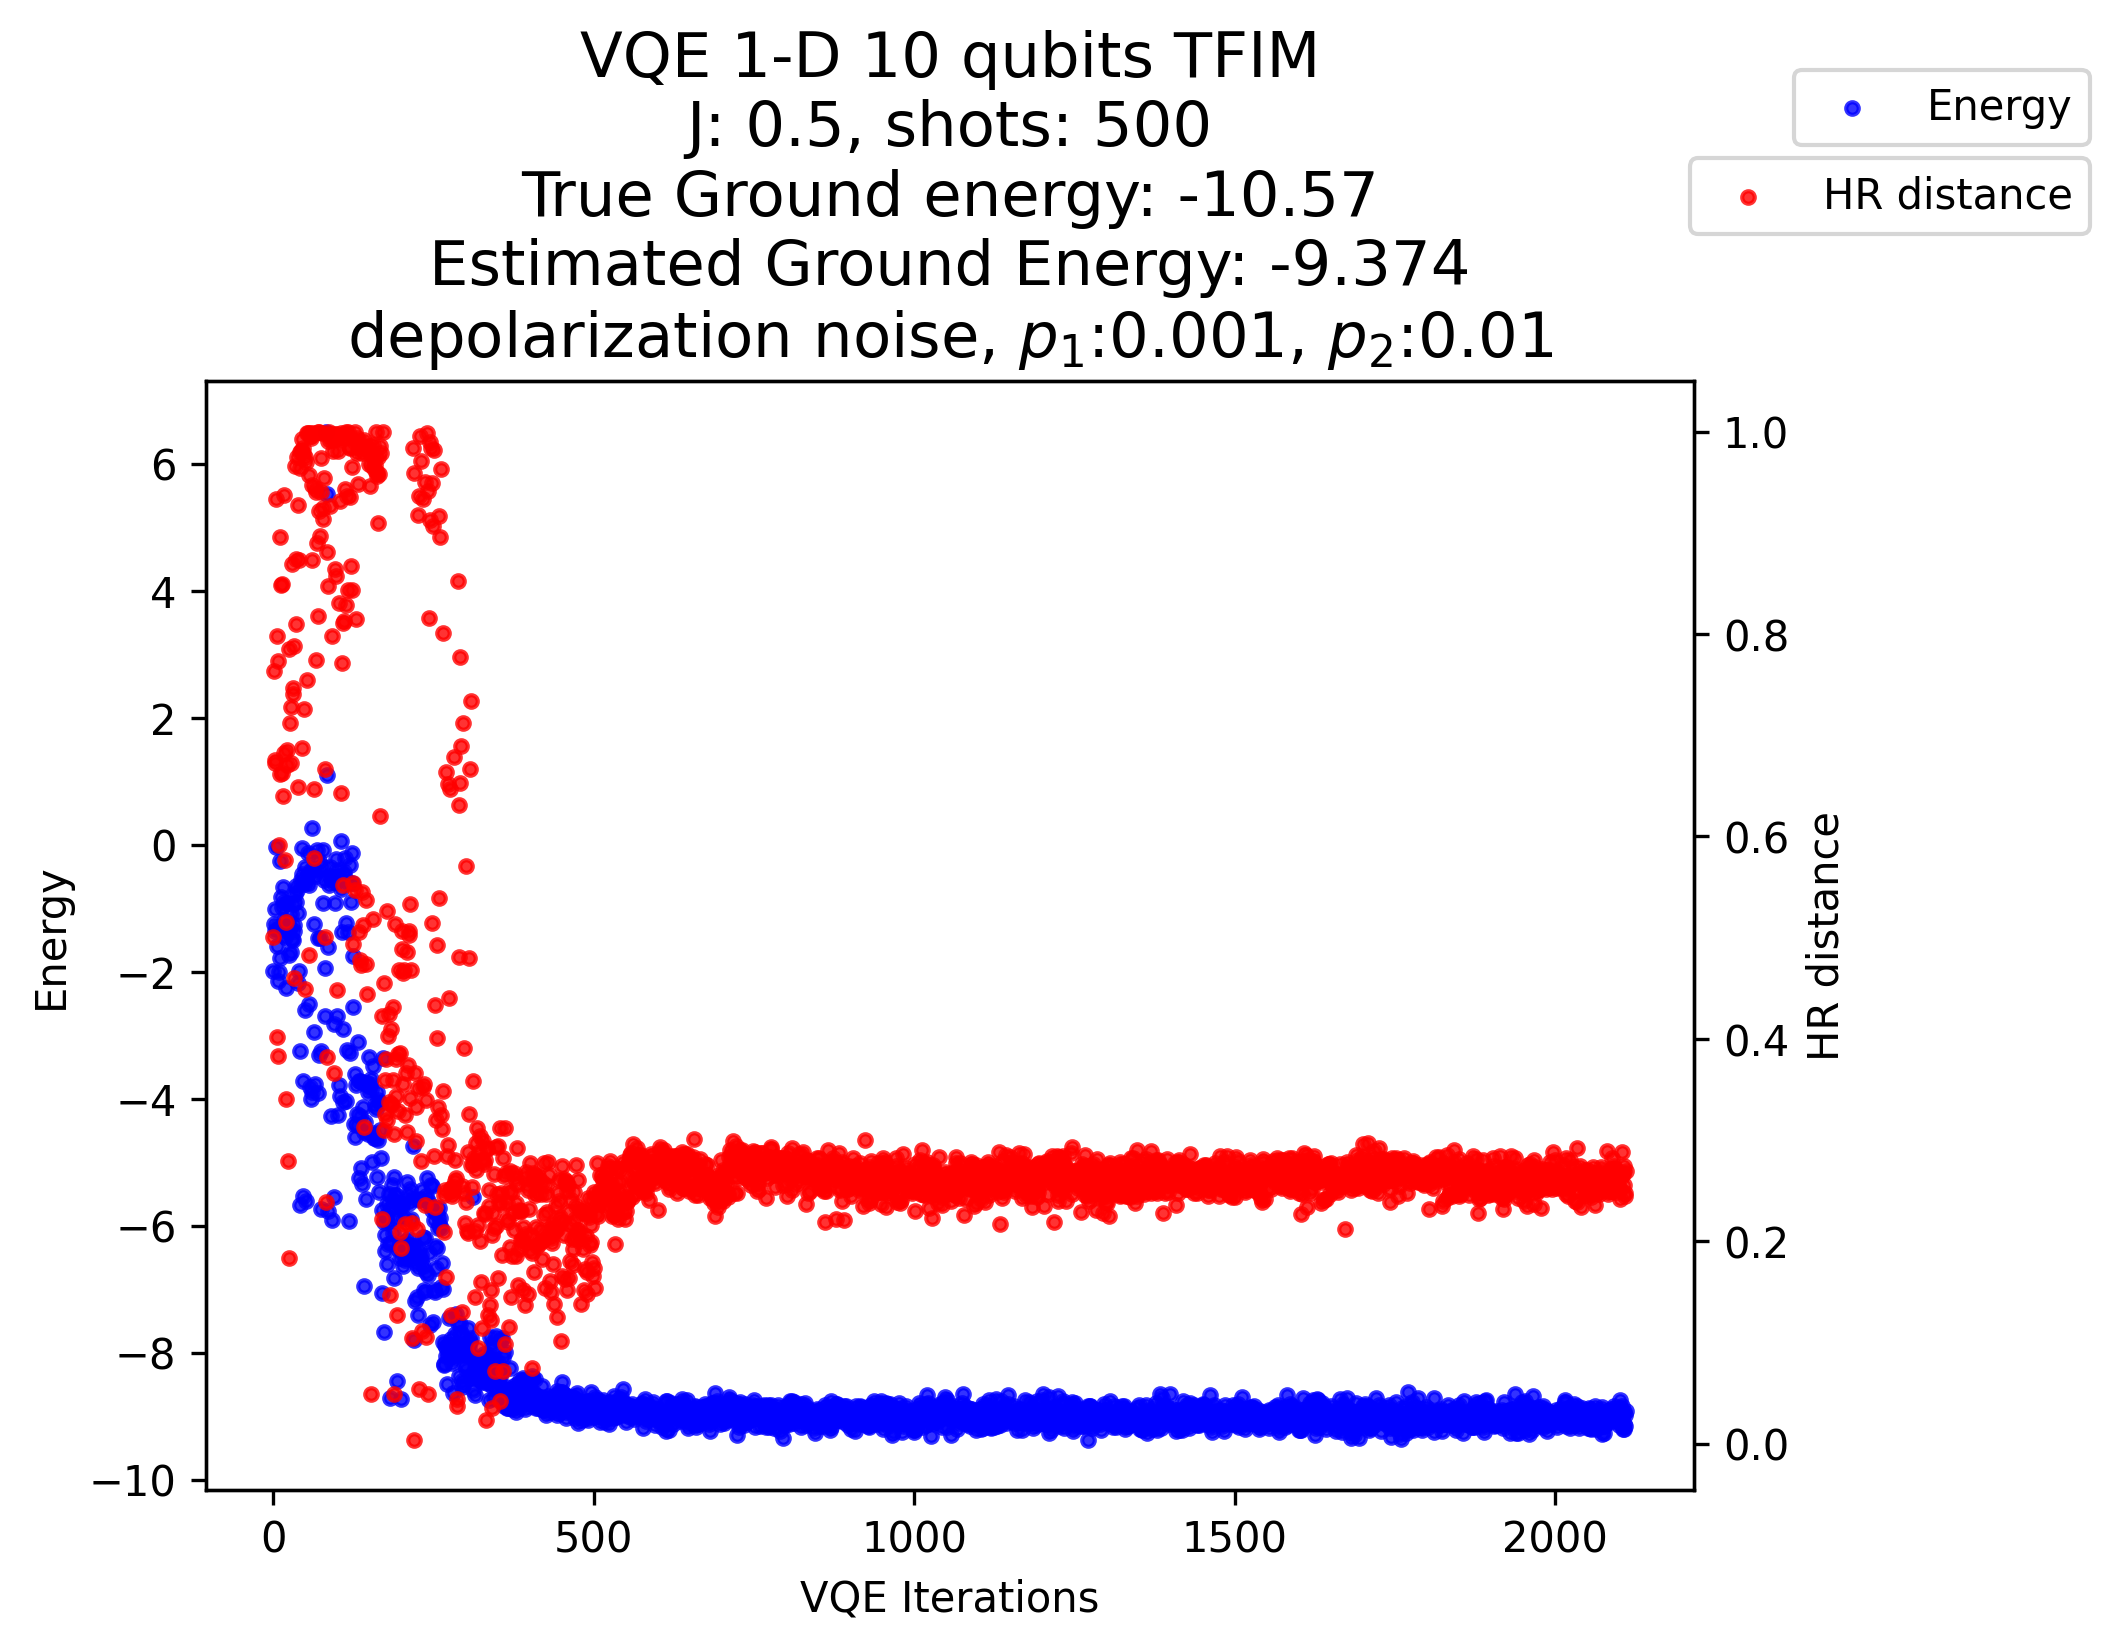 VQE 1-D 10 qubits TFIM
J: 0.5, shots: 500
True Ground energy: -10.57
Estimated Ground Energy: -9.374
depolarization noise, p₁:0.001, p₂:0.01
Energy
HR distance
6
4
2
0
−2
−4
−6
−8
−10
Energy
1.0
0.8
0.6
0.4
0.2
0.0
HR distance
0 500 1000 1500 2000
VQE Iterations